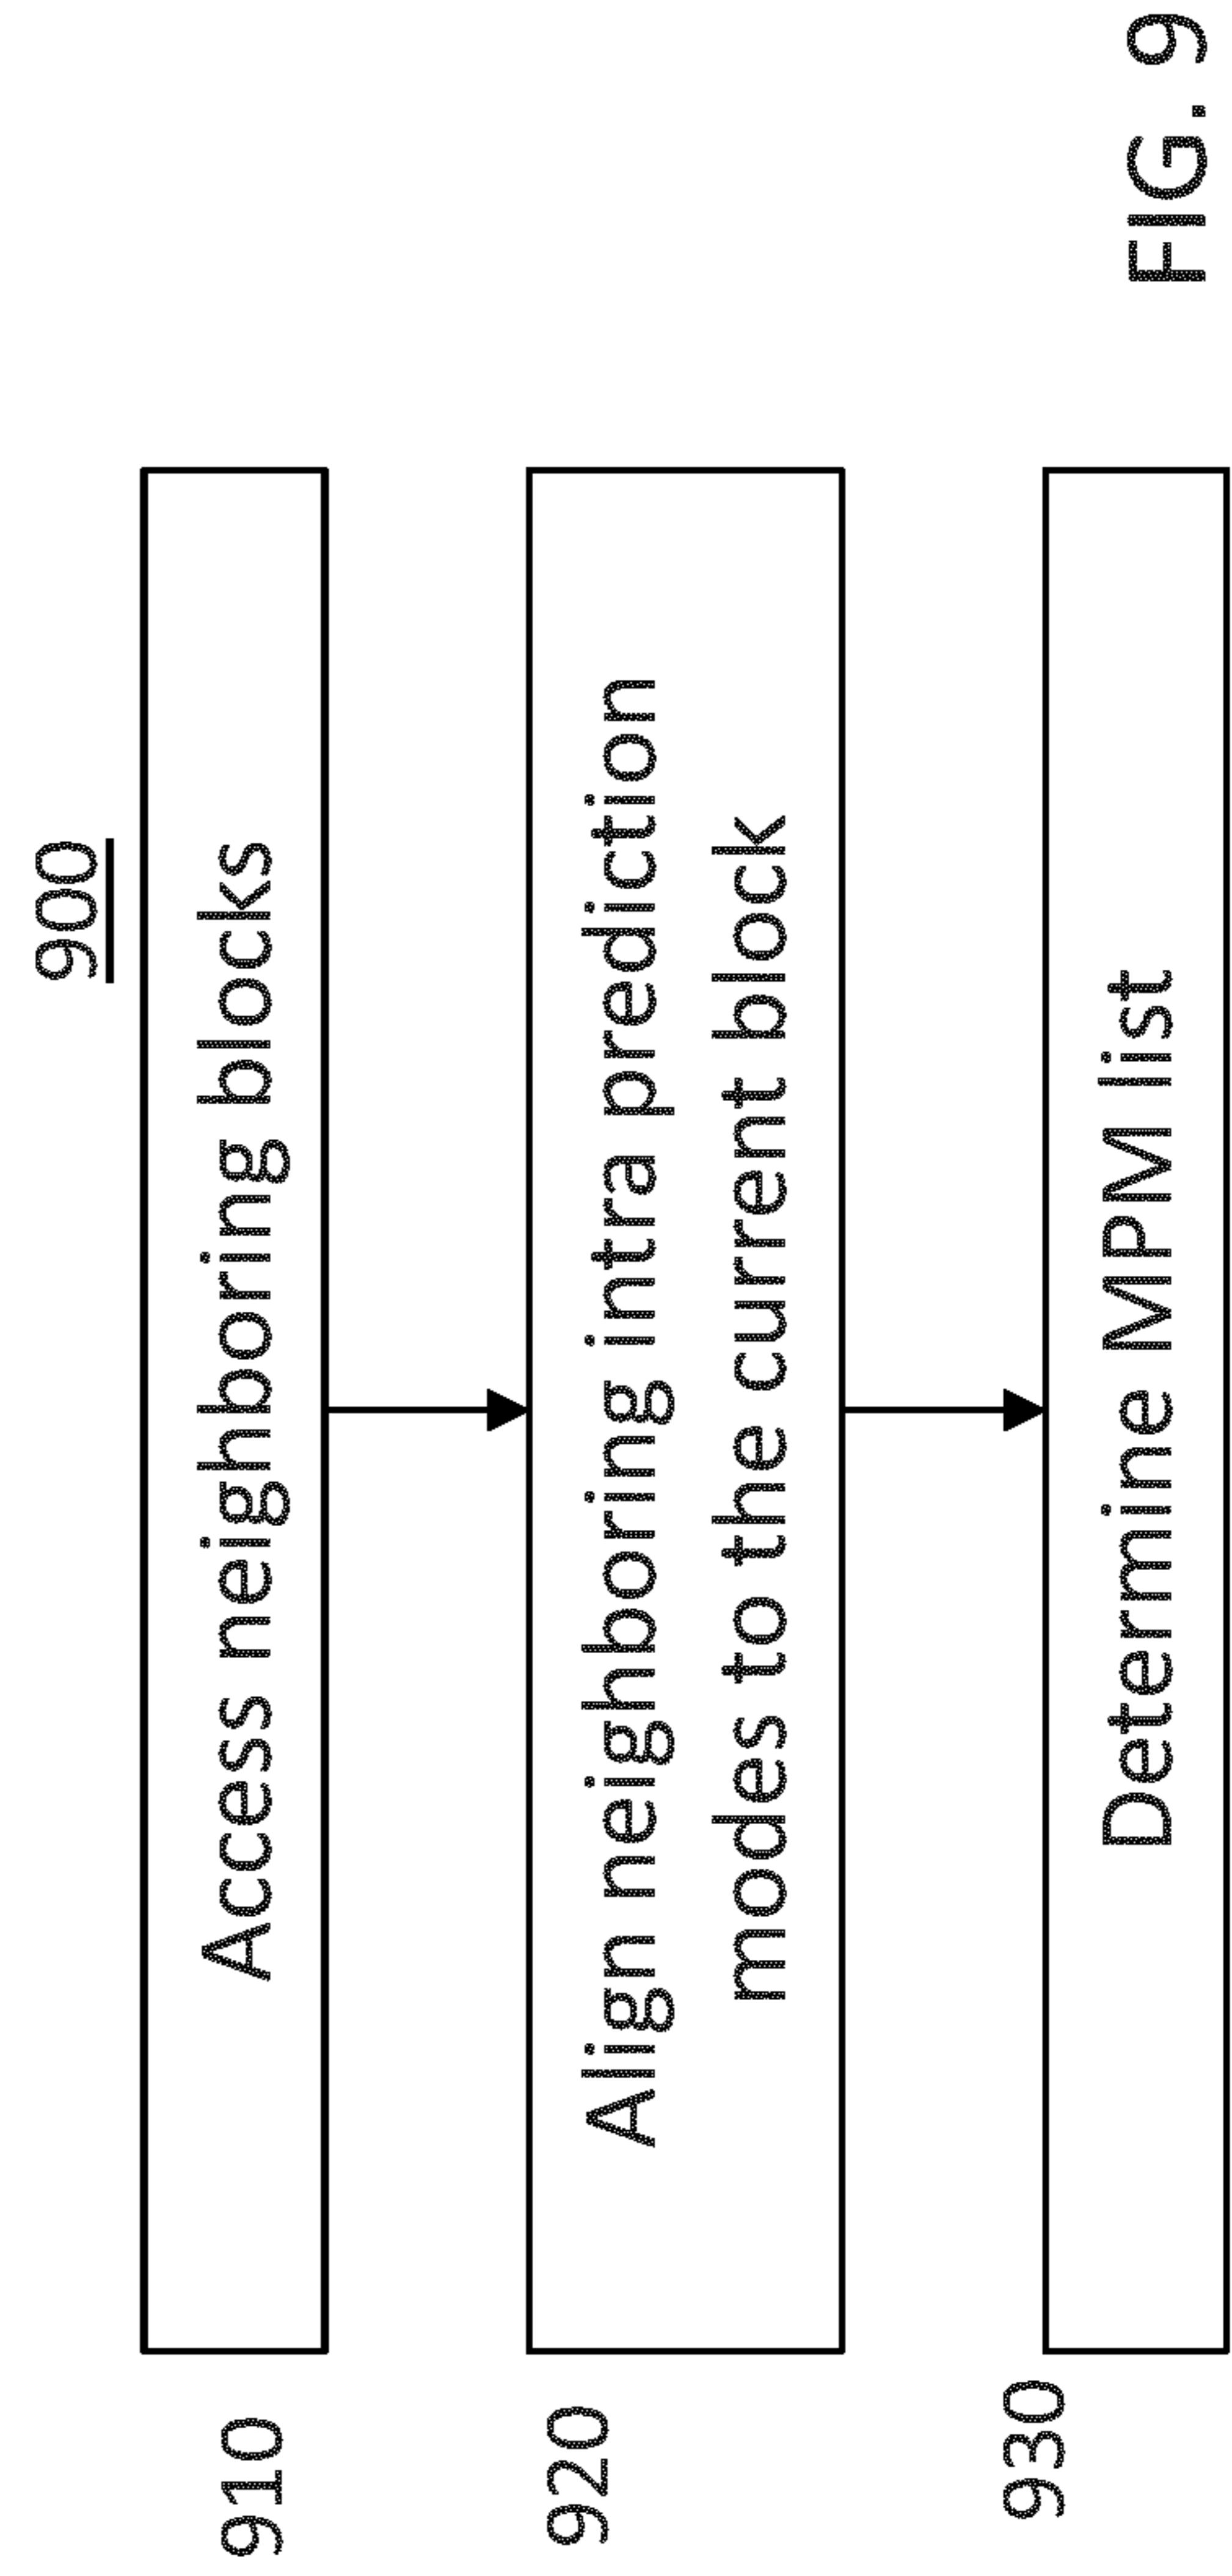 900
910
Access neighboring blocks
920
Align neighboring intra prediction
modes to the current block
930
Determine MPM list
FIG. 9